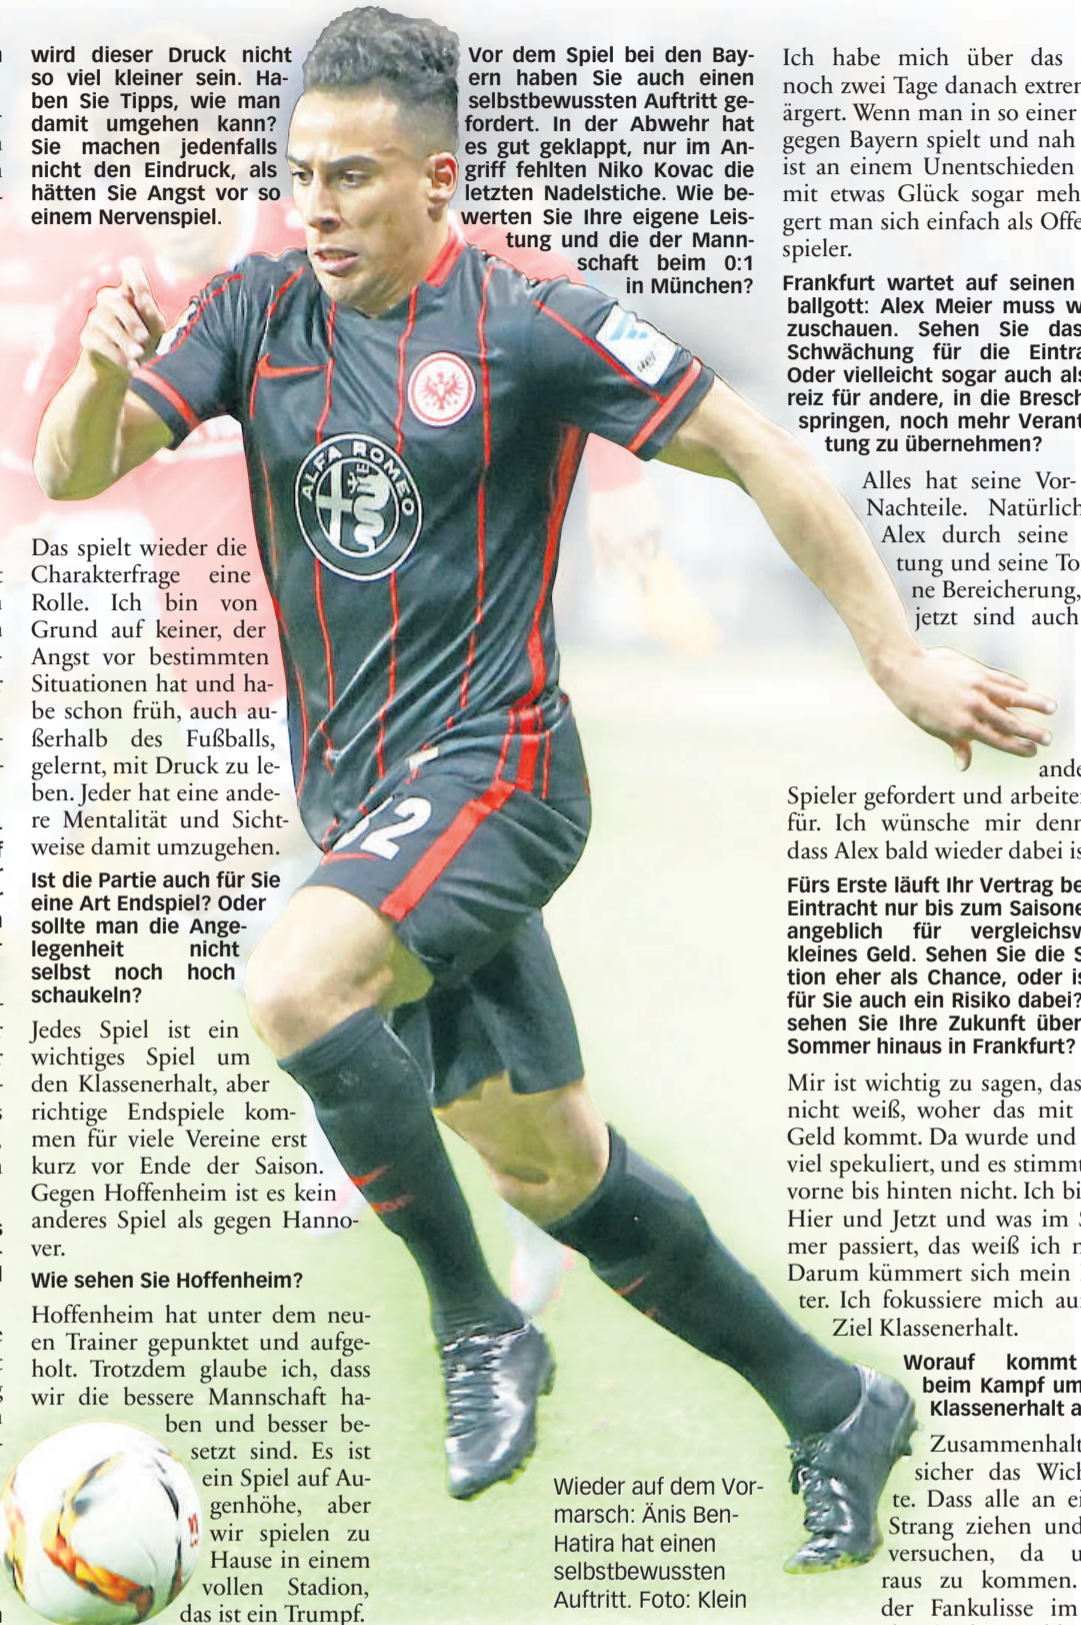 wird dieser Druck nicht
so viel kleiner sein. Ha-
ben Sie Tipps, wie man
damit umgehen kann?
Sie machen jedenfalls
nicht den Eindruck, als
hätten Sie Angst vor so
einem Nervenspiel.
Das spielt wieder die
Charakterfrage eine
Rolle. Ich bin von
Grund auf keiner, der
Angst vor bestimmten
Situationen hat und ha-
be schon früh, auch au-
ßerhalb des Fußballs,
gelernt, mit Druck zu le-
ben. Jeder hat eine ande-
re Mentalität und Sicht-
weise damit umzugehen.
Ist die Partie auch für Sie
eine Art Endspiel? Oder
sollte man die Ange-
legenheit nicht
selbst noch hoch
schaukeln?
Jedes Spiel ist ein
wichtiges Spiel um
den Klassenerhalt, aber
richtige Endspiele kom-
men für viele Vereine erst
kurz vor Ende der Saison.
Gegen Hoffenheim ist es kein
anderes Spiel als gegen Hanno-
ver.
Wie sehen Sie Hoffenheim?
Hoffenheim hat unter dem neu-
en Trainer gepunktet und aufge-
holt. Trotzdem glaube ich, dass
wir die bessere Mannschaft ha-
ben und besser be-
setzt sind. Es ist
ein Spiel auf Au-
genhöhe, aber
wir spielen zu
Hause in einem
vollen Stadion,
das ist ein Trumpf.
Vor dem Spiel bei den Bay-
ern haben Sie auch einen
selbstbewussten Auftritt ge-
fordert. In der Abwehr hat
es gut geklappt, nur im An-
griff fehlten Niko Kovac die
letzten Nadelstiche. Wie be-
werten Sie Ihre eigene Leis-
tung und die der Mann-
schaft beim 0:1
in München?
ALFA ROMEO
32
Wieder auf dem Vor-
marsch: Änis Ben-
Hatira hat einen
selbstbewussten
Auftritt. Foto: Klein
Ich habe mich über das
noch zwei Tage danach extrem
ärgert. Wenn man in so einer
gegen Bayern spielt und nah
ist an einem Unentschieden
mit etwas Glück sogar meh
gert man sich einfach als Offe
spieler.
Frankfurt wartet auf seinen
ballgott: Alex Meier muss w
zuschauen. Sehen Sie das
Schwächung für die Eintra
Oder vielleicht sogar auch als
reiz für andere, in die Bresch
springen, noch mehr Verant
tung zu übernehmen?
Alles hat seine Vor-
Nachteile. Natürlich
Alex durch seine
tung und seine To
ne Bereicherung,
jetzt sind auch
ande
Spieler gefordert und arbeiten
für. Ich wünsche mir denn
dass Alex bald wieder dabei is
Fürs Erste läuft Ihr Vertrag be
Eintracht nur bis zum Saisone
angeblich für vergleichsw
kleines Geld. Sehen Sie die S
tion eher als Chance, oder is
für Sie auch ein Risiko dabei?
sehen Sie Ihre Zukunft über
Sommer hinaus in Frankfurt?
Mir ist wichtig zu sagen, das
nicht weiß, woher das mit
Geld kommt. Da wurde und
viel spekuliert, und es stimmt
vorne bis hinten nicht. Ich bi
Hier und Jetzt und was im S
mer passiert, das weiß ich n
Darum kümmert sich mein
ter. Ich fokussiere mich au
Ziel Klassenerhalt.
Worauf kommt
beim Kampf um
Klassenerhalt a
Zusammenhalt
sicher das Wich
te. Dass alle an ei
Strang ziehen und
versuchen, da u
raus zu kommen.
der Fankulisse im